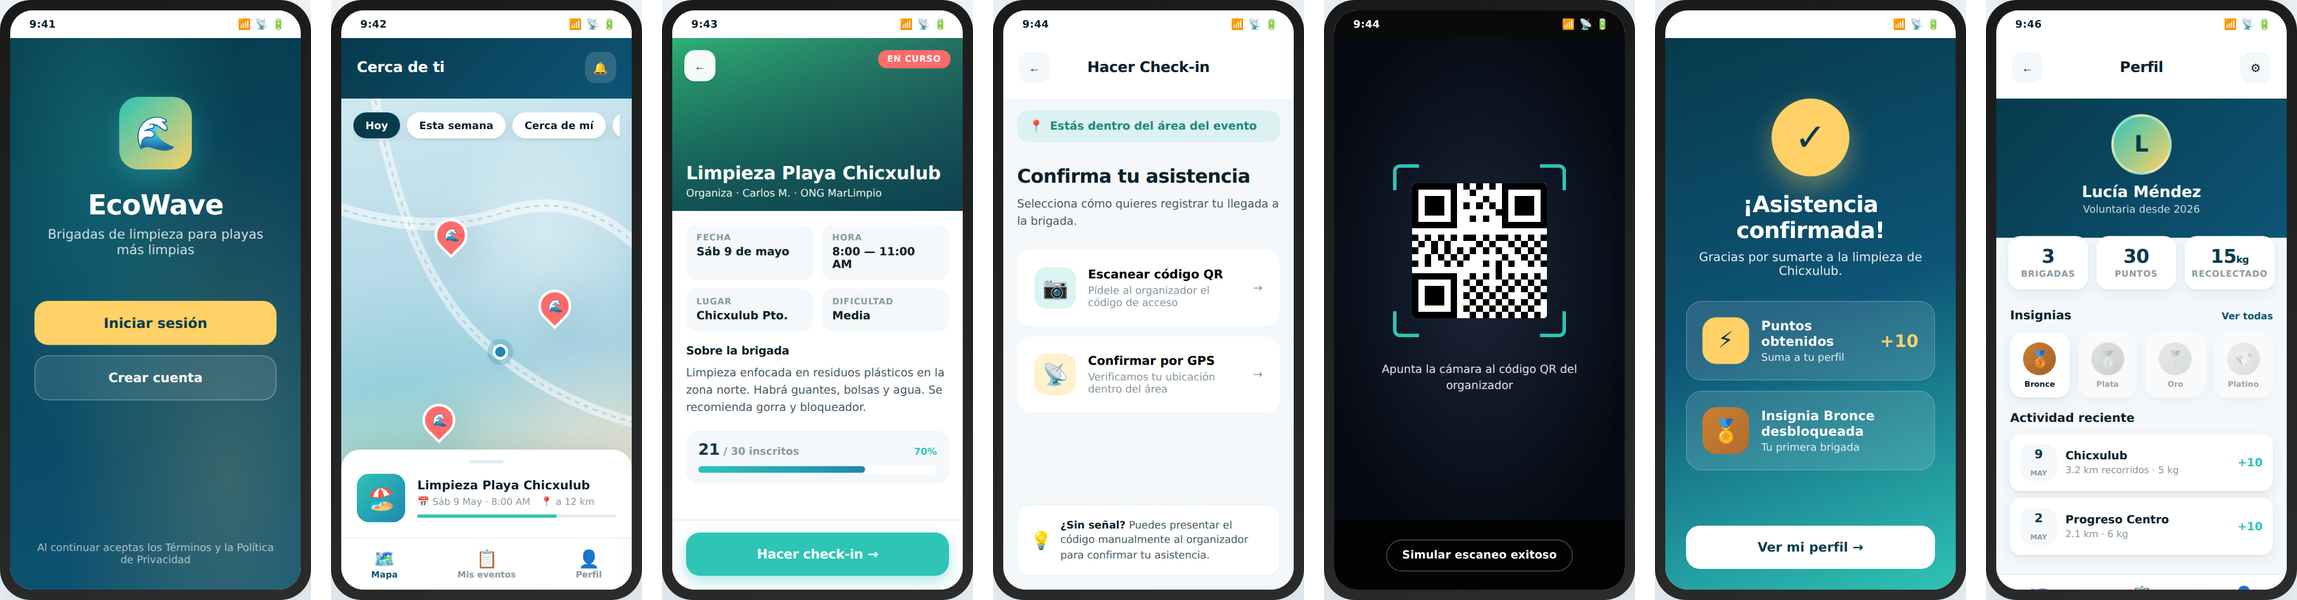 9:41
EcoWave
Brigadas de limpieza para playas
más limpias
Iniciar sesión
Crear cuenta
Al continuar aceptas los Términos y la Política
de Privacidad
9:42
Cerca de ti
Hoy
Esta semana
Cerca de mí
Limpieza Playa Chicxulub
Sáb 9 May · 8:00 AM
a 12 km
Mapa
Mis eventos
Perfil
9:43
←
EN CURSO
Limpieza Playa Chicxulub
Organiza · Carlos M. · ONG MarLimpio
FECHA
Sáb 9 de mayo
HORA
8:00 — 11:00
AM
LUGAR
Chicxulub Pto.
DIFICULTAD
Media
Sobre la brigada
Limpieza enfocada en residuos plásticos en la
zona norte. Habrá guantes, bolsas y agua. Se
recomienda gorra y bloqueador.
21 / 30 inscritos
70%
Hacer check-in →
9:44
←
Hacer Check-in
Estás dentro del área del evento
Confirma tu asistencia
Selecciona cómo quieres registrar tu llegada a
la brigada.
Escanear código QR
Pídele al organizador el
código de acceso
→
Confirmar por GPS
Verificamos tu ubicación
dentro del área
→
¿Sin señal? Puedes presentar el
código manualmente al organizador
para confirmar tu asistencia.
9:44
Apunta la cámara al código QR del
organizador
Simular escaneo exitoso
✓
¡Asistencia
confirmada!
Gracias por sumarte a la limpieza de
Chicxulub.
Puntos
obtenidos
Suma a tu perfil
+10
Insignia Bronce
desbloqueada
Tu primera brigada
Ver mi perfil →
9:46
←
Perfil
L
Lucía Méndez
Voluntaria desde 2026
3
BRIGADAS
30
PUNTOS
15kg
RECOLECTADO
Insignias
Ver todas
Bronce
Plata
Oro
Platino
Actividad reciente
9
MAY
Chicxulub
3.2 km recorridos · 5 kg
+10
2
MAY
Progreso Centro
2.1 km · 6 kg
+10